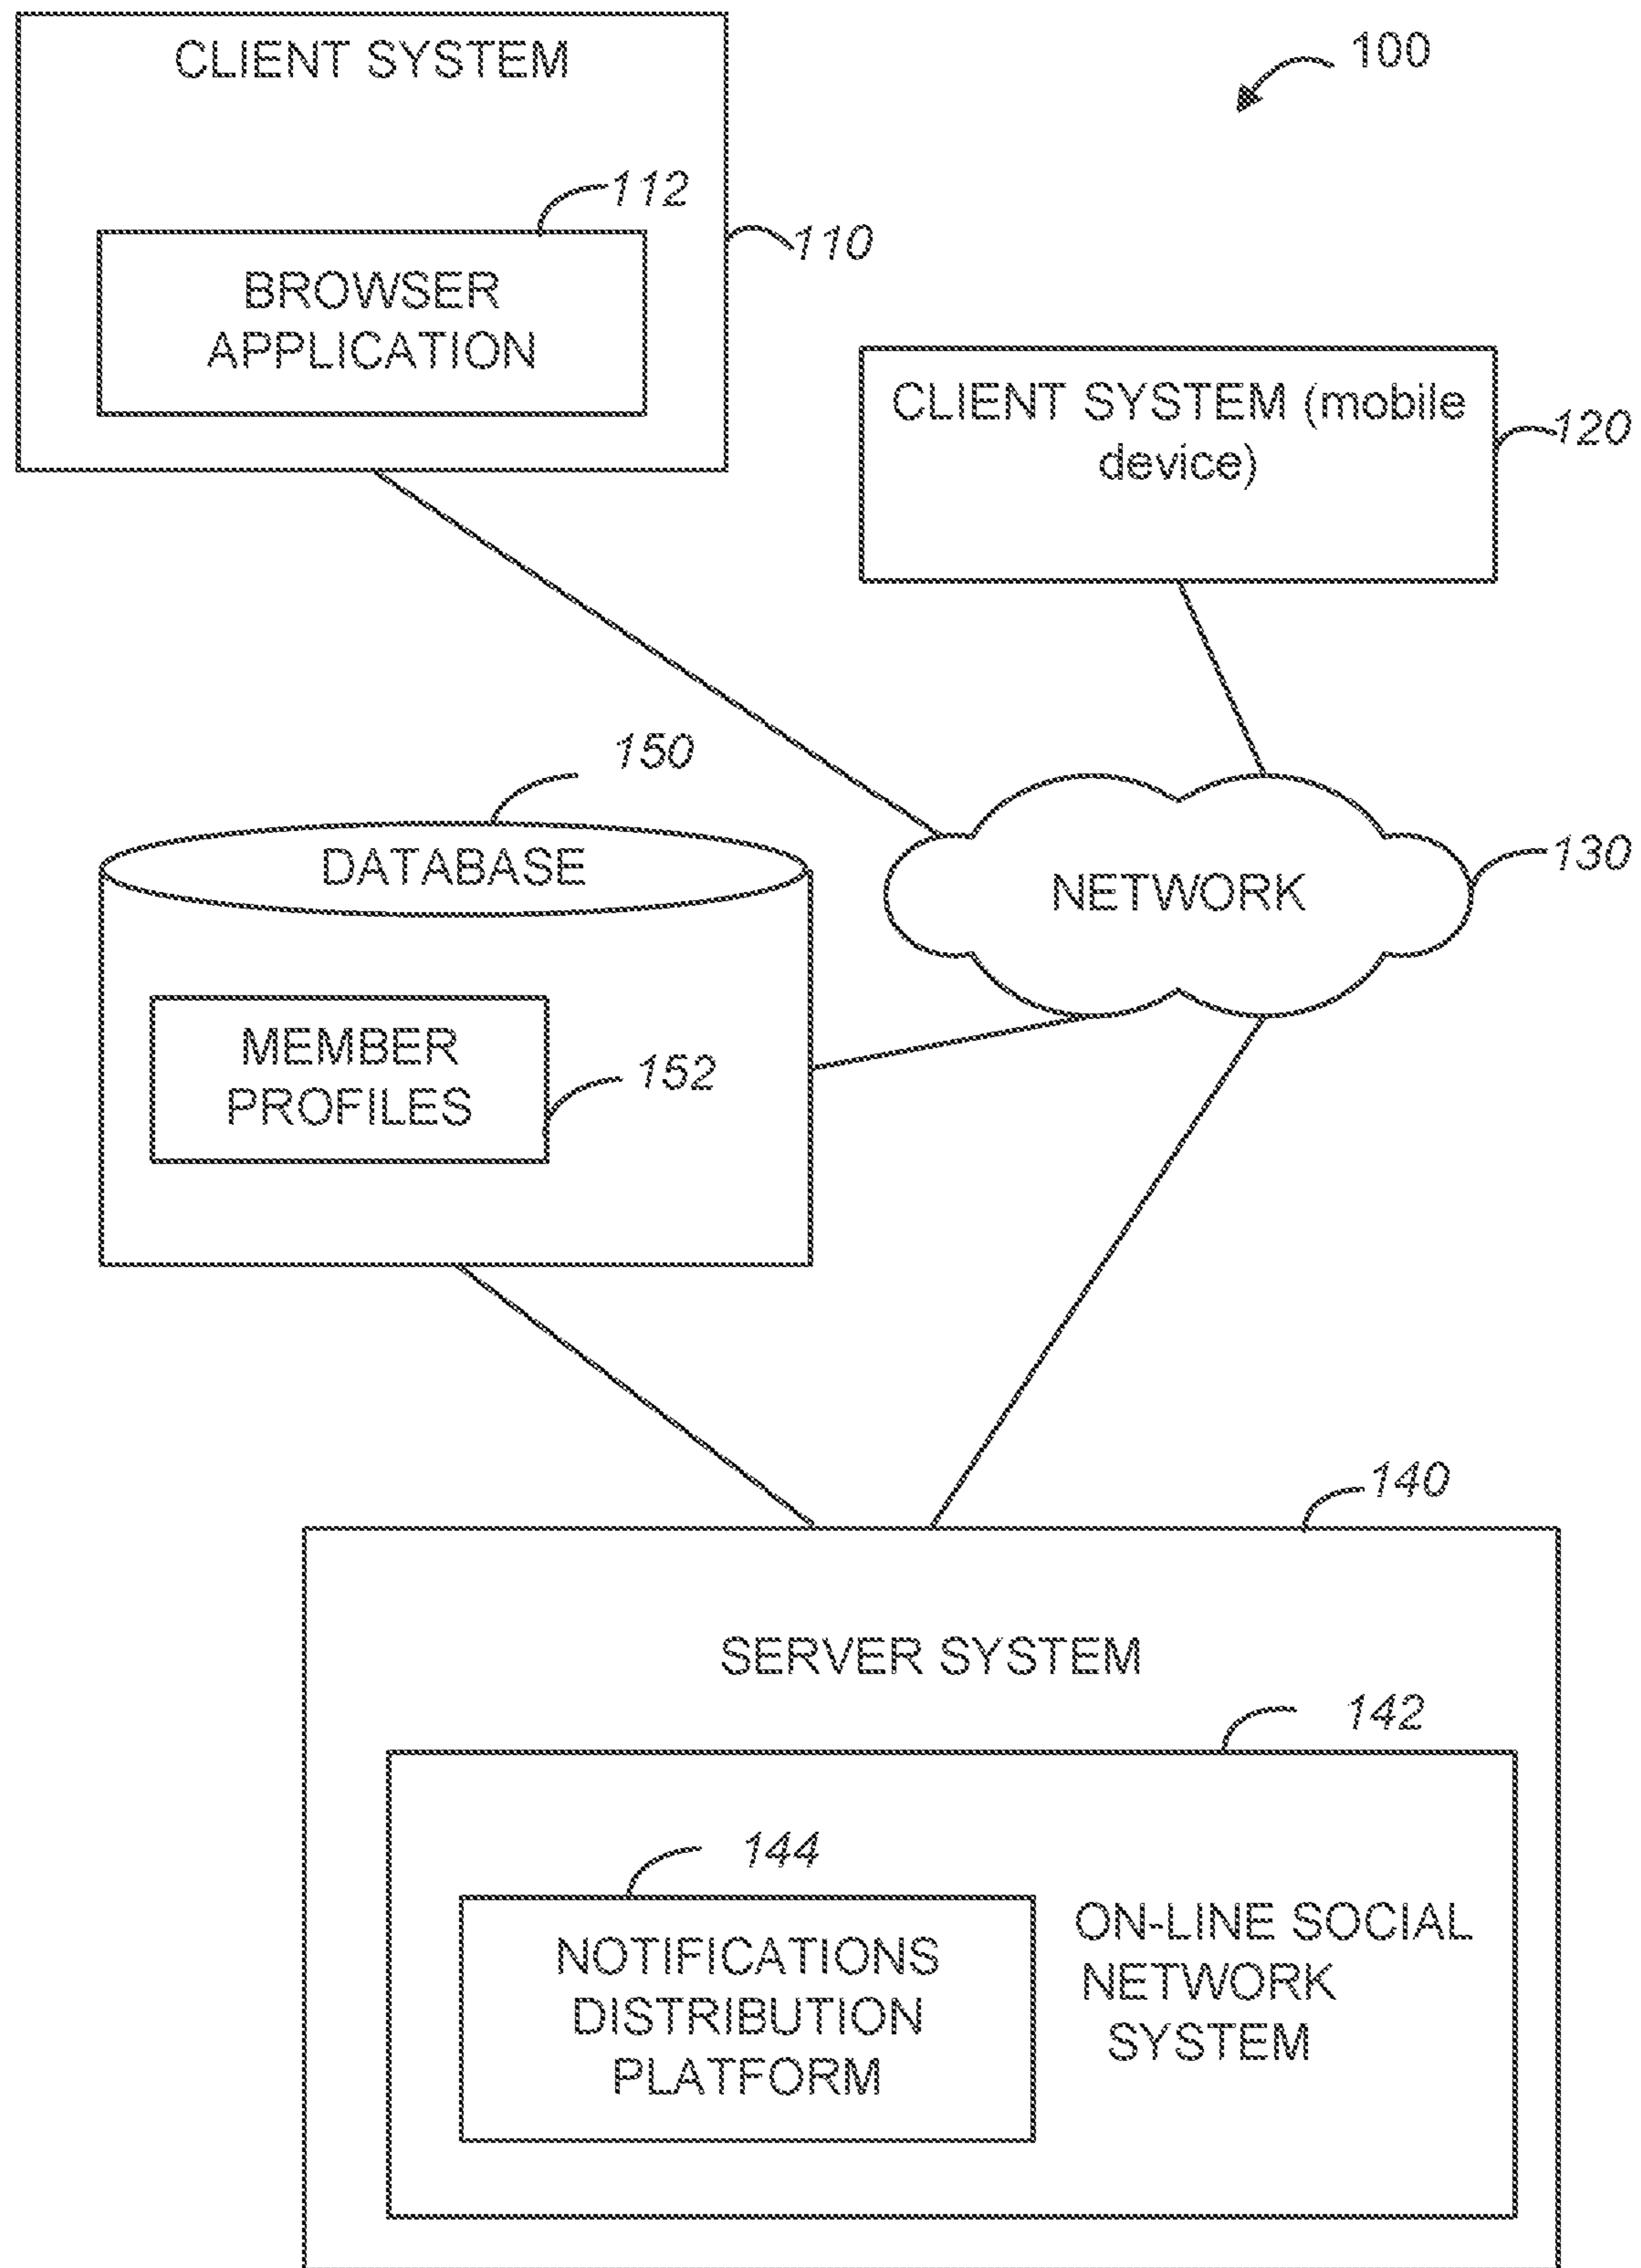 CLIENT SYSTEM
100
112
110
BROWSER
APPLICATION
CLIENT SYSTEM (mobile
device)
120
150
DATABASE
NETWORK
130
MEMBER
PROFILES
152
140
SERVER SYSTEM
142
144
NOTIFICATIONS
DISTRIBUTION
PLATFORM
ON-LINE SOCIAL
NETWORK
SYSTEM